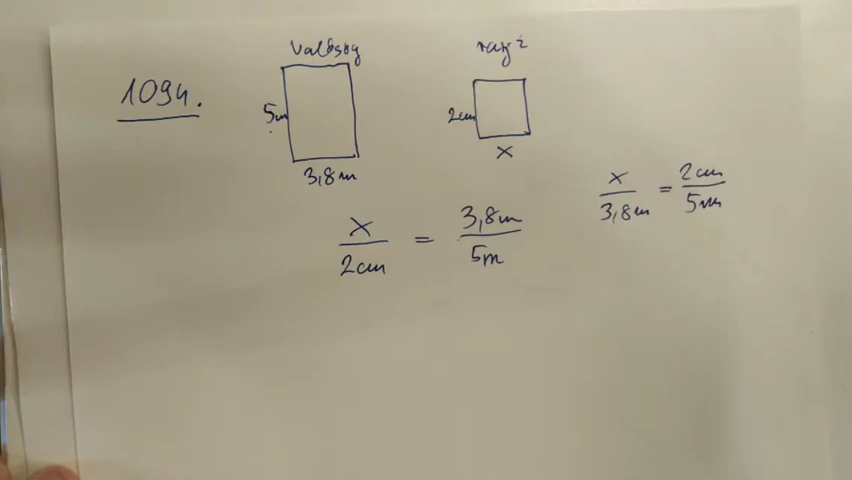 Valóság
rajz
1094.
5m
2cm
3,8m
x
x/3,8m = 2cm/5m
x/2cm = 3,8m/5m